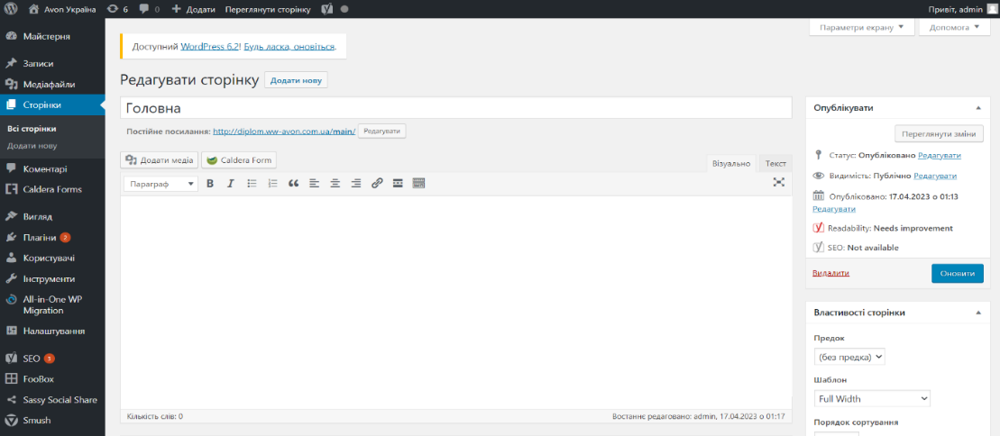 Avon Україна 6 0 Додати Переглянути сторінку Привіт, admin
Майстерня
Записи
Медіафайли
Сторінки
Всі сторінки
Додати нову
Коментарі
Caldera Forms
Вигляд
Плагіни 2
Користувачі
Інструменти
All-in-One WP
Migration
Налаштування
SEO 3
FooBox
Sassy Social Share
Smush
Параметри екрану Допомога
Доступний WordPress 6.2! Будь ласка, оновіться.
Редагувати сторінку Додати нову
Головна
Постійне посилання: http://diplom.ww-avon.com.ua/main/ Редагувати
Додати медіа Caldera Form
Візуально Текст
Параграф B I
Кількість слів: 0 Востаннє редаговано: admin, 17.04.2023 о 01:17
Опублікувати
Переглянути зміни
Статус: Опубліковано Редагувати
Видимість: Публічно Редагувати
Опубліковано: 17.04.2023 о 01:13
Редагувати
Readability: Needs improvement
SEO: Not available
Видалити Оновити
Властивості сторінки
Предок
(без предка)
Шаблон
Full Width
Порядок сортування